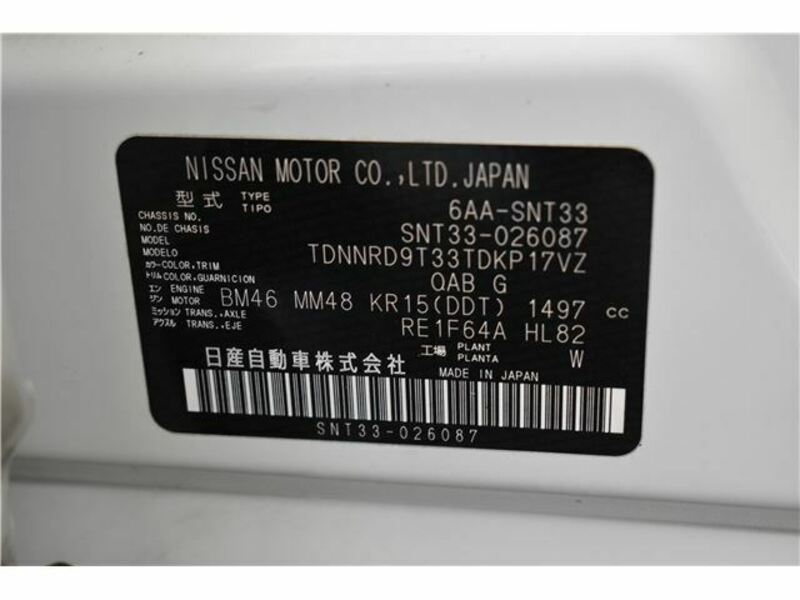 NISSAN MOTOR CO.,LTD.JAPAN
型式 TYPE TIPO 6AA-SNT33
CHASSIS NO. NO.DE CHASIS SNT33-026087
MODEL MODELO TDNNRD9T33TDKP17VZ
カラー COLOR,TRIM トリム COLOR,GUARNICION QAB G
エン ENGINE ジン MOTOR BM46 MM48 KR15(DDT) 1497 cc
ミッション TRANS.,AXLE アクスル TRANS.,EJE RE1F64A HL82
日産自動車株式会社 工場 PLANT PLANTA W
MADE IN JAPAN
SNT33-026087